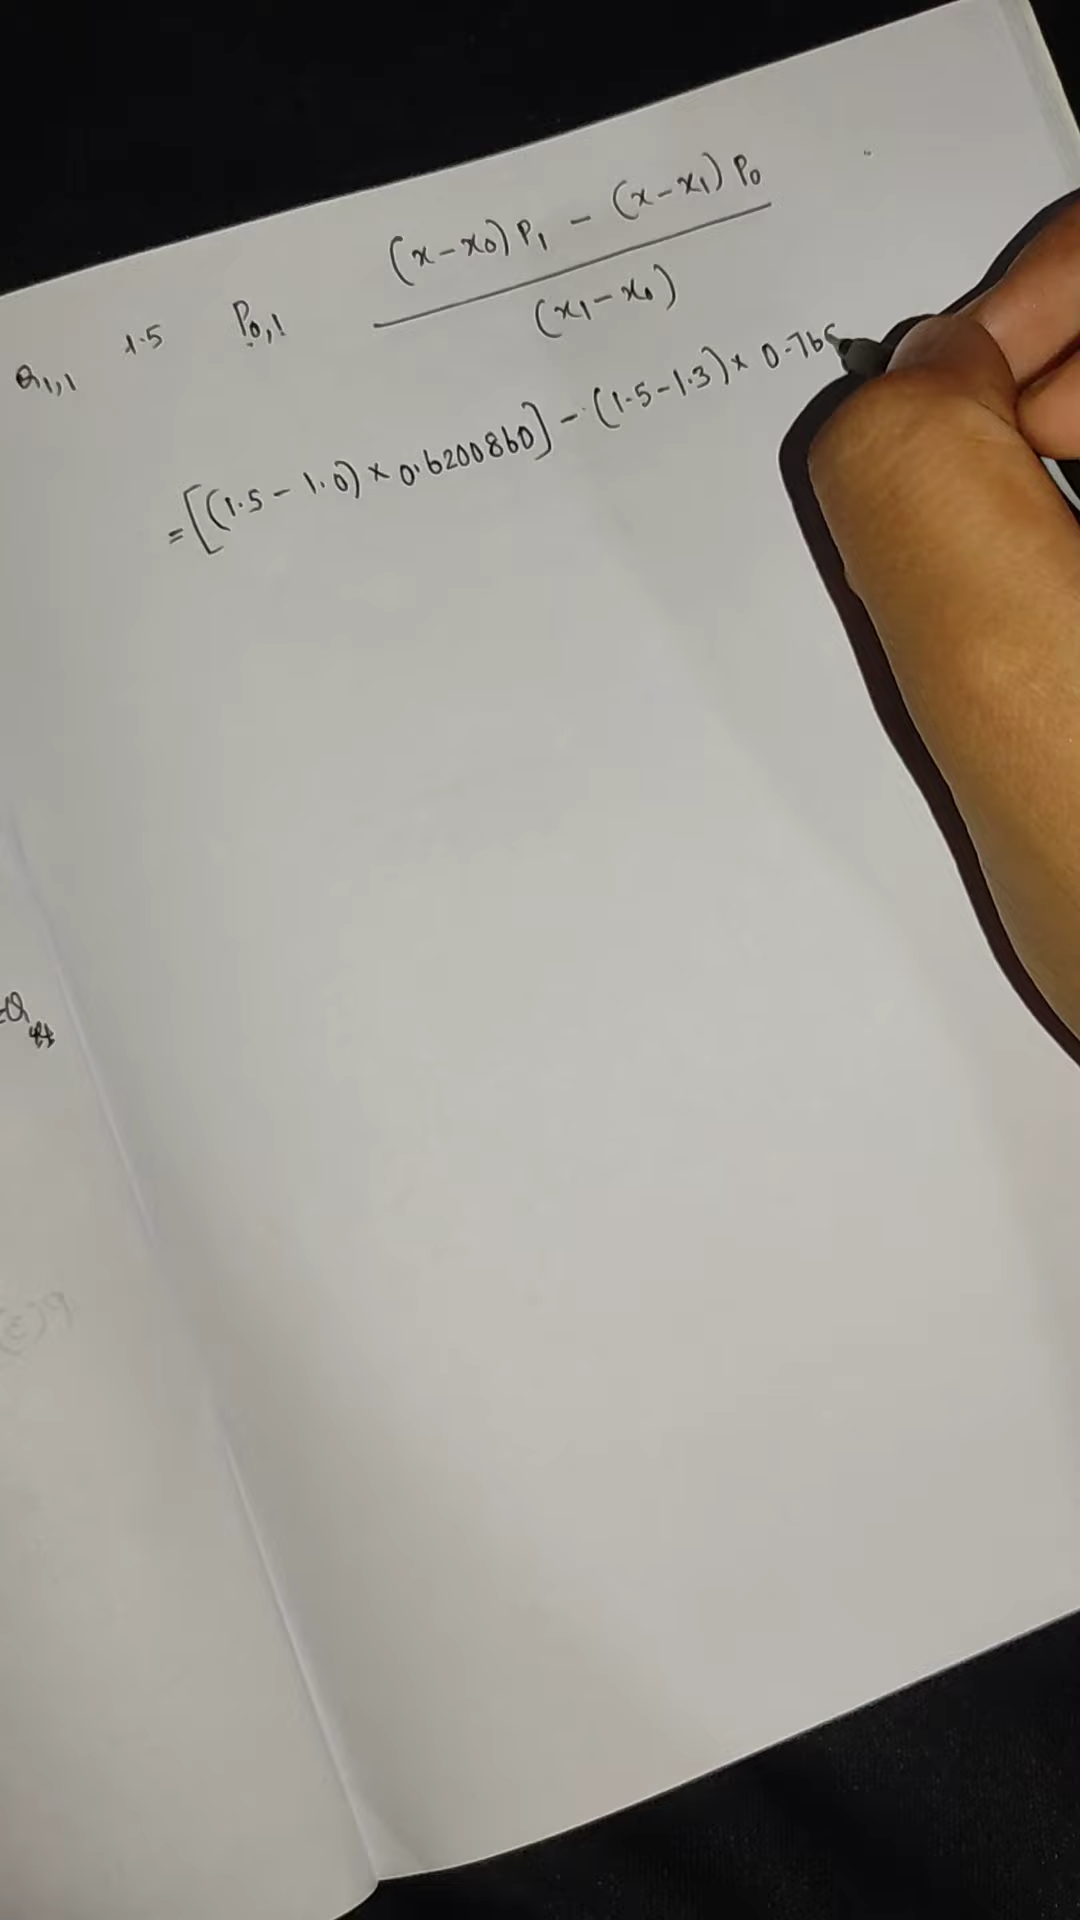 (x-x₀) P₁ - (x-x₁) P₀
Q₁,₁ 1.5 P₀,₁ (x₁-x₀)
= [(1.5 - 1.0) × 0.6200860] - (1.5-1.3) × 0.765